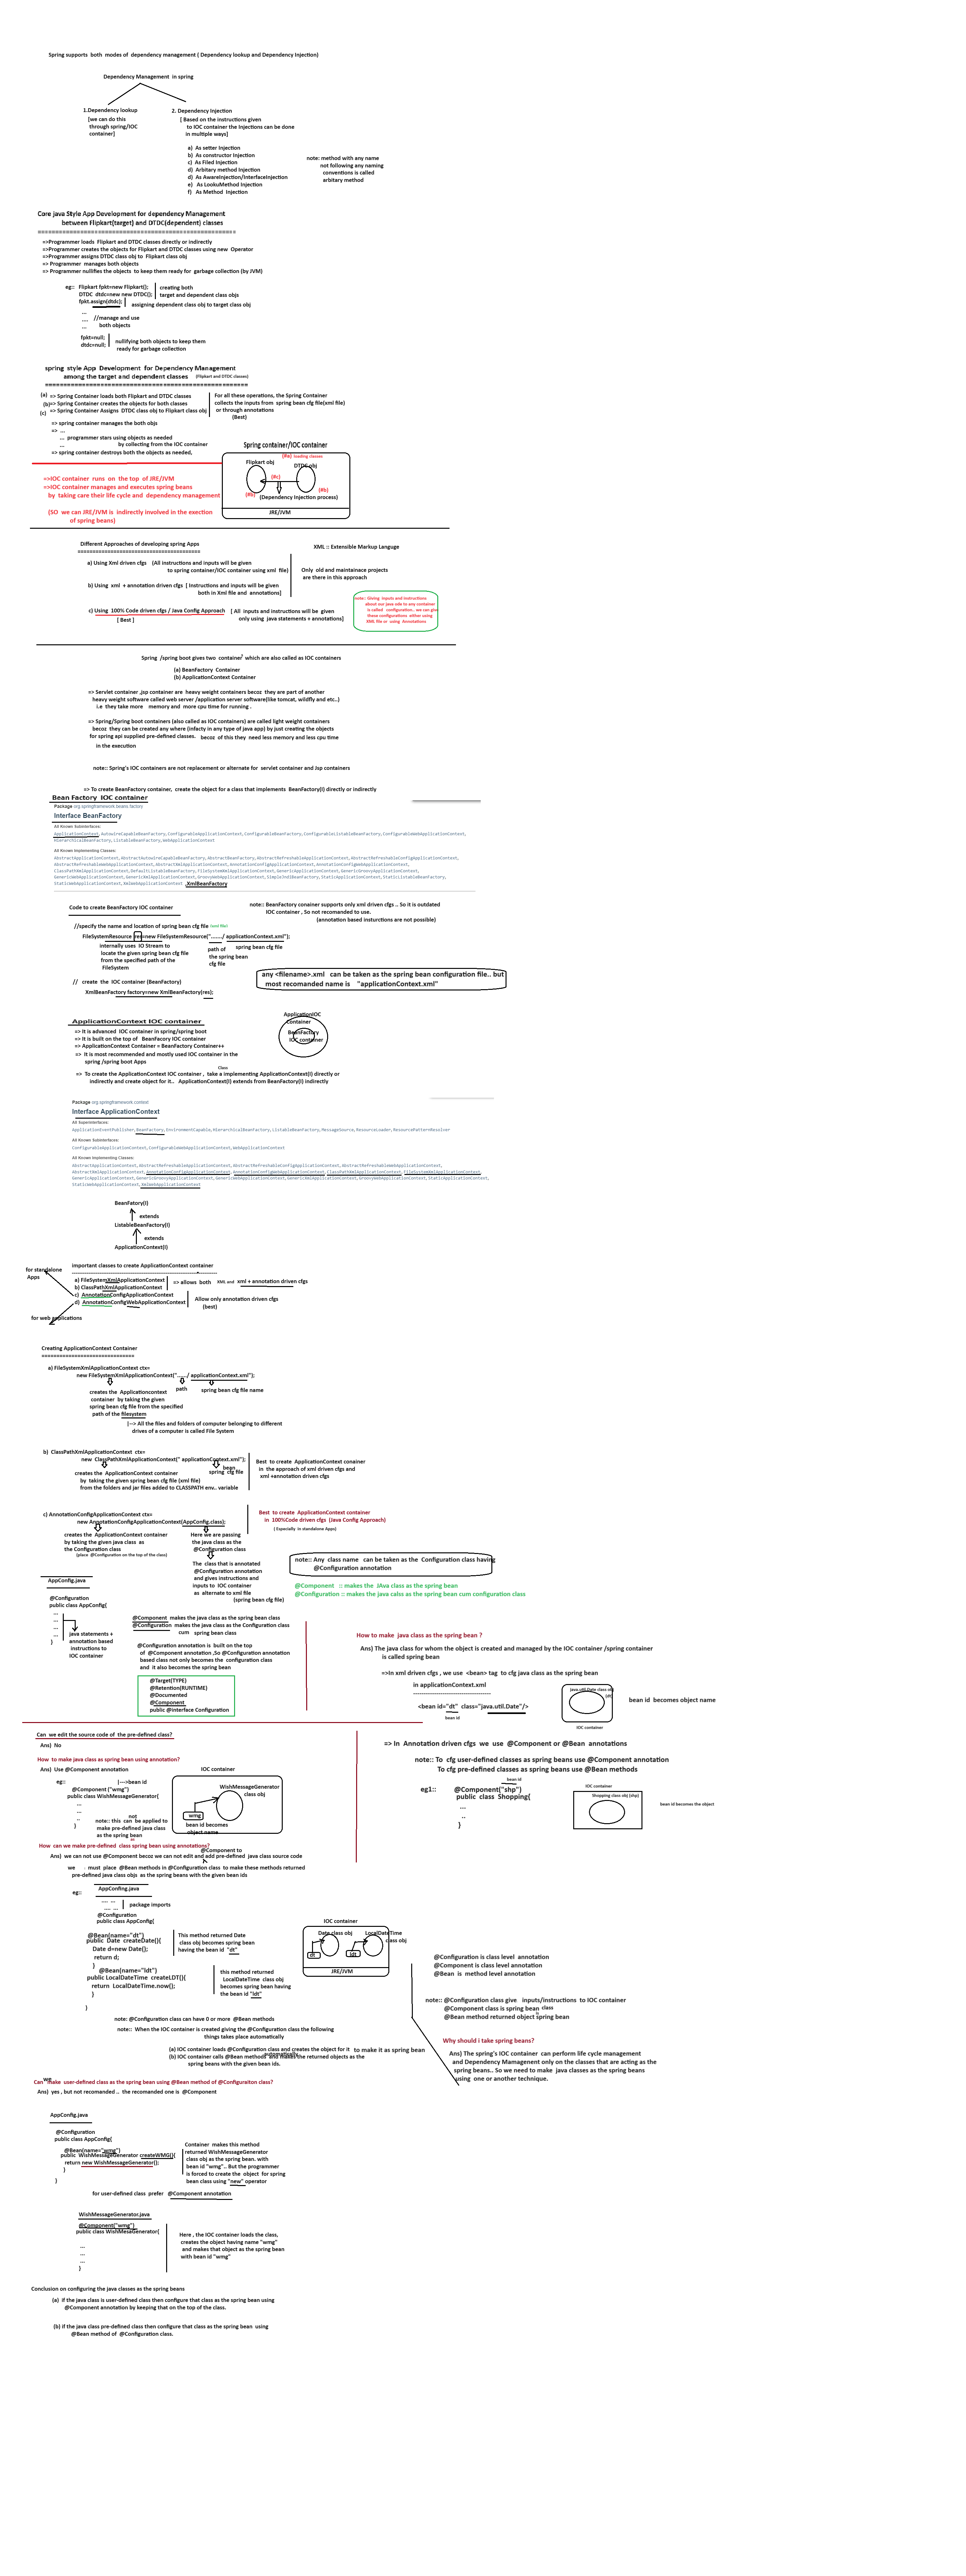 Spring supports both modes of dependency management ( Dependency lookup and Dependency Injection)
Dependency Management in spring
1.Dependency lookup
[we can do this
through spring/IOC
container]
2. Dependency Injection
[ Based on the instructions given
to IOC container the Injections can be done
in multiple ways]
a) As setter Injection
b) As constructor Injection
c) As Filed Injection
d) Arbitary method Injection
d) As AwareInjection/InterfaceInjection
e) As LookuMethod Injection
f) As Method Injection
note: method with any name
not following any naming
conventions is called
arbitary method
Core java Style App Development for dependency Management
between Flipkart(target) and DTDC(dependent) classes
=>Programmer loads Flipkart and DTDC classes directly or indirectly
=>Programmer creates the objects for Flipkart and DTDC classes using new Operator
=>Programmer assigns DTDC class obj to Flipkart class obj
=> Programmer manages both objects
=> Programmer nullifies the objects to keep them ready for garbage collection (by JVM)
eg:: Flipkart fpkt=new Flipkart();
DTDC dtdc=new new DTDC();
fpkt.assign(dtdc);
creating both
target and dependent class objs
assigning dependent class obj to target class obj
...
.... //manage and use
... both objects
fpkt=null;
dtdc=null;
nullifying both objects to keep them
ready for garbage collection
spring style App Development for Dependency Management
among the target and dependent classes (Flipkart and DTDC classes)
(a) => Spring Container loads both Flipkart and DTDC classes
(b)=> Spring Container creates the objects for both classes
(c) => Spring Container Assigns DTDC class obj to Flipkart class obj
For all these operations, the Spring Container
collects the inputs from spring bean cfg file(xml file)
or through annotations
(Best)
=> spring container manages the both objs
=> ...
... programmer stars using objects as needed
... by collecting from the IOC container
=> spring container destroys both the objects as needed,
Spring container/IOC container
(#a) loading classes
Flipkart obj
DTDC obj
(#c)
(#b)
(#b)
(Dependency Injection process)
JRE/JVM
=>IOC container runs on the top of JRE/JVM
=>IOC container manages and executes spring beans
by taking care their life cycle and dependency management
(SO we can JRE/JVM is indirectly involved in the exection
of spring beans)
Different Approaches of developing spring Apps
==========================================
XML :: Extensible Markup Languge
a) Using Xml driven cfgs (All instructions and inputs will be given
to spring container/IOC container using xml file)
Only old and maintainace projects
are there in this approach
b) Using xml + annotation driven cfgs [ Instructions and inputs will be given
both in Xml file and annotations]
c) Using 100% Code driven cfgs / Java Config Approach [ All inputs and instructions will be given
[ Best ] only using java statements + annotations]
note:: Giving inputs and instructions
about our java ode to any container
is called configuration.. we can give
these configurations either using
XML file or using Annotations
Spring /spring boot gives two container which are also called as IOC containers
(a) BeanFactory Container
(b) ApplicationContext Container
=> Servlet container ,jsp container are heavy weight containers becoz they are part of another
heavy weight software called web server /application server software(like tomcat, wildfly and etc..)
i.e they take more memory and more cpu time for running .
=> Spring/Spring boot containers (also called as IOC containers) are called light weight containers
becoz they can be created any where (infacty in any type of java app) by just creating the objects
for spring api supplied pre-defined classes. becoz of this they need less memory and less cpu time
in the execution
note:: Spring's IOC containers are not replacement or alternate for servlet container and Jsp containers
=> To create BeanFactory container, create the object for a class that implements BeanFactory(I) directly or indirectly
Bean Factory IOC container
Package org.springframework.beans.factory
Interface BeanFactory
All Known Subinterfaces:
ApplicationContext, AutowireCapableBeanFactory, ConfigurableApplicationContext, ConfigurableBeanFactory, ConfigurableListableBeanFactory, ConfigurableWebApplicationContext,
HierarchicalBeanFactory, ListableBeanFactory, WebApplicationContext
All Known Implementing Classes:
AbstractApplicationContext, AbstractAutowireCapableBeanFactory, AbstractBeanFactory, AbstractRefreshableApplicationContext, AbstractRefreshableConfigApplicationContext,
AbstractRefreshableWebApplicationContext, AbstractXmlApplicationContext, AnnotationConfigApplicationContext, AnnotationConfigWebApplicationContext,
ClassPathXmlApplicationContext, DefaultListableBeanFactory, FileSystemXmlApplicationContext, GenericApplicationContext, GenericGroovyApplicationContext,
GenericWebApplicationContext, GenericXmlApplicationContext, GroovyWebApplicationContext, SimpleJndiBeanFactory, StaticApplicationContext, StaticListableBeanFactory,
StaticWebApplicationContext, XmlWebApplicationContext ,XmlBeanFactory
Code to create BeanFactory IOC container
note:: BeanFactory conainer supports only xml driven cfgs .. So it is outdated
IOC container , So not recomanded to use.
(annotation based insturctions are not possible)
//specify the name and location of spring bean cfg file (xml file)
FileSystemResource res=new FileSystemResource("......./ applicationContext.xml");
internally uses IO Stream to
locate the given spring bean cfg file
from the specified path of the
FileSystem
path of
the spring bean
cfg file
spring bean cfg file
// create the IOC container (BeanFactory)
XmlBeanFactory factory=new XmlBeanFactory(res);
any <filename>.xml can be taken as the spring bean configuration file.. but
most recomanded name is "applicationContext.xml"
ApplicationContext IOC container
=> It is advanced IOC container in spring/spring boot
=> It is built on the top of BeanFacory IOC container
=> ApplicationContext Container = BeanFactory Container++
=> It is most recommended and mostly used IOC container in the
spring /spring boot Apps
ApplicationIOC
Container
BeanFactory
IOC container
Class
=> To create the ApplicationContext IOC container , take a implementing ApplicationContext(I) directly or
indirectly and create object for it.. ApplicationContext(I) extends from BeanFactory(I) indirectly
Package org.springframework.context
Interface ApplicationContext
All Superinterfaces:
ApplicationEventPublisher, BeanFactory, EnvironmentCapable, HierarchicalBeanFactory, ListableBeanFactory, MessageSource, ResourceLoader, ResourcePatternResolver
All Known Subinterfaces:
ConfigurableApplicationContext, ConfigurableWebApplicationContext, WebApplicationContext
All Known Implementing Classes:
AbstractApplicationContext, AbstractRefreshableApplicationContext, AbstractRefreshableConfigApplicationContext, AbstractRefreshableWebApplicationContext,
AbstractXmlApplicationContext, AnnotationConfigApplicationContext, AnnotationConfigWebApplicationContext, ClassPathXmlApplicationContext, FileSystemXmlApplicationContext,
GenericApplicationContext, GenericGroovyApplicationContext, GenericWebApplicationContext, GenericXmlApplicationContext, GroovyWebApplicationContext, StaticApplicationContext,
StaticWebApplicationContext, XmlWebApplicationContext
BeanFatory(I)
extends
ListableBeanFactory(I)
extends
ApplicationContext(I)
for standalone
Apps
important classes to create ApplicationContext container
a) FileSystemXmlApplicationContext
b) ClassPathXmlApplicationContext
=> allows both XML and xml + annotation driven cfgs
c) AnnotationConfigApplicationContext
d) AnnotationConfigWebApplicationContext
Allow only annotation driven cfgs
(best)
for web applications
Creating ApplicationContext Container
================================
a) FileSystemXmlApplicationContext ctx=
new FileSystemXmlApplicationContext("....../ applicationContext.xml");
creates the Applicationcontext
container by taking the given
spring bean cfg file from the specified
path of the filesystem
path
spring bean cfg file name
|--> All the files and folders of computer belonging to different
drives of a computer is called File System
b) ClassPathXmlApplicationContext ctx=
new ClassPathXmlApplicationContext(" applicationContext.xml");
creates the ApplicationContext container
by taking the given spring bean cfg file (xml file)
from the folders and jar files added to CLASSPATH env.. variable
bean
spring cfg file
Best to create ApplicationContext conainer
in the approach of xml driven cfgs and
xml +annotation driven cfgs
c) AnnotationConfigApplicationContext ctx=
new AnnotationConfigApplicationContext(AppConfig.class);
creates the ApplicationContext container
by taking the given java class as
the Configuration class
(place @Configuration on the top of the class)
Here we are passing
the java class as the
@Configuration class
The class that is annotated
@Configuration annotation
and gives instructions and
inputs to IOC container
as alternate to xml file
(spring bean cfg file)
Best to create ApplicationContext container
in 100%Code driven cfgs (Java Config Approach)
[ Especially in standalone Apps)
note:: Any class name can be taken as the Configuration class having
@Configuration annotation
@Component :: makes the JAva class as the spring bean
@Configuration :: makes the java calss as the spring bean cum configuration class
AppConfig.java
@Configuration
public class AppConfig{
...
...
...
...
}
java statements +
annotation based
instructions to
IOC container
@Component makes the java class as the spring bean class
@Configuration makes the java class as the Configuration class
cum spring bean class
@Configuration annotation is built on the top
of @Component annotation ,So @Configuration annotation
based class not only becomes the configuration class
and it also becomes the spring bean
@Target(TYPE)
@Retention(RUNTIME)
@Documented
@Component
public @interface Configuration
How to make java class as the spring bean ?
Ans) The java class for whom the object is created and managed by the IOC container /spring container
is called spring bean
=>In xml driven cfgs , we use <bean> tag to cfg java class as the spring bean
in applicationContext.xml
<bean id="dt" class="java.util.Date"/>
bean id
java.util.Date class obj
(dt)
IOC container
bean id becomes object name
=> In Annotation driven cfgs we use @Component or @Bean annotations
note:: To cfg user-defined classes as spring beans use @Component annotation
To cfg pre-defined classes as spring beans use @Bean methods
bean id
eg1:: @Component("shp")
public class Shopping{
...
..
}
IOC container
Shopping class obj (shp)
bean id becomes the object
Can we edit the source code of the pre-defined class?
Ans) No
How to make java class as spring bean using annotation?
Ans) Use @Component annotation
eg:: |--->bean id
@Component ("wmg")
public class WishMessageGenerator{
...
...
..
}
not
note:: this can be applied to
make pre-defined java class
as the spring bean
IOC container
WishMessageGenerator
class obj
wmg
bean id becomes
object name
How can we make pre-defined class spring bean using annotations?
@Component to
Ans) we can not use @Component becoz we can not edit and add pre-defined java class source code
we must place @Bean methods in @Configuration class to make these methods returned
pre-defined java class objs as the spring beans with the given bean ids
eg:: AppConfing.java
.... ...
.... ...
package imports
@Configuration
public class AppConfig{
@Bean(name="dt")
public Date createDate(){
Date d=new Date();
return d;
}
This method returned Date
class obj becomes spring bean
having the bean id "dt"
@Bean(name="ldt")
public LocalDateTime createLDT(){
return LocalDateTime.now();
}
}
this method returned
LocalDateTime class obj
becomes spring bean having
the bean id "ldt"
IOC container
Date class obj
LocalDateTime
class obj
dt
ldt
JRE/JVM
@Configuration is class level annotation
@Component is class level annotation
@Bean is method level annotation
note:: @Configuration class give inputs/instructions to IOC container
@Component class is spring bean class
@Bean method returned object spring bean
note: @Configuration class can have 0 or more @Bean methods
note:: When the IOC container is created giving the @Configuration class the following
things takes place automatically
(a) IOC container loads @Configuration class and creates the object for it to make it as spring bean
automatically
(b) IOC container calls @Bean methods and makes the returned objects as the
spring beans with the given bean ids.
Why should i take spring beans?
Ans) The spring's IOC container can perform life cycle management
and Dependency Mamagement only on the classes that are acting as the
spring beans.. So we need to make java classes as the spring beans
using one or another technique.
we
Can make user-defined class as the spring bean using @Bean method of @Configuraiton class?
Ans) yes , but not recomanded .. the recomanded one is @Component
AppConfig.java
@Configuration
public class AppConfig{
@Bean(name="wmg")
public WishMessageGenerator createWMG(){
return new WishMessageGenerator();
}
}
Container makes this method
returned WishMessageGenerator
class obj as the spring bean. with
bean id "wmg".. But the programmer
is forced to create the object for spring
bean class using "new" operator
for user-defined class prefer @Component annotation
WishMessageGenerator.java
@Component("wmg")
public class WishMesaGenerator{
...
...
...
}
Here , the IOC container loads the class,
creates the object having name "wmg"
and makes that object as the spring bean
with bean id "wmg"
Conclusion on configuring the java classes as the spring beans
(a) if the java class is user-defined class then configure that class as the spring bean using
@Component annotation by keeping that on the top of the class.
(b) if the java class pre-defined class then configure that class as the spring bean using
@Bean method of @Configuration class.